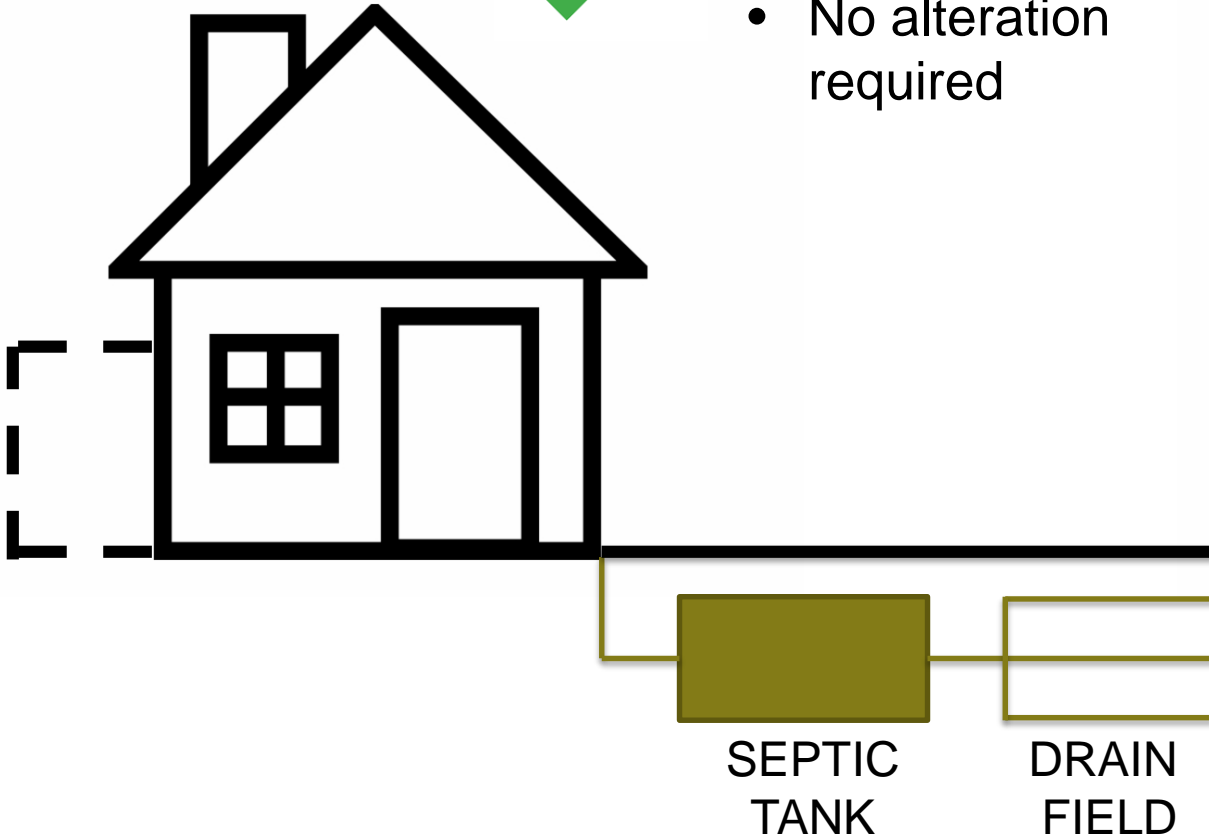 • No alteration
required
SEPTIC
TANK
DRAIN
FIELD